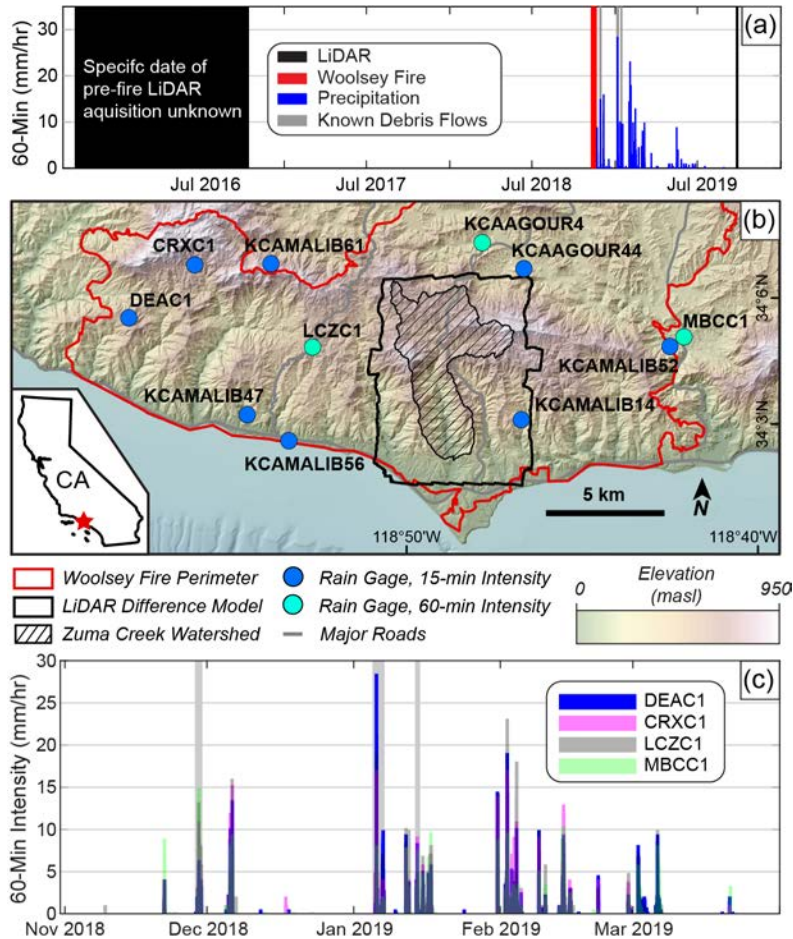 (a)
60-Min (mm/hr)
30
20
10
0
Specifc date of
pre-fire LiDAR
aquisition unknown
LiDAR
Woolsey Fire
Precipitation
Known Debris Flows
Jul 2016
Jul 2017
Jul 2018
Jul 2019
(b)
KCAAGOUR4
CRXC1
KCAMALIB61
KCAAGOUR44
34°6'N
DEAC1
LCZC1
MBCC1
KCAMALIB52
KCAMALIB47
KCAMALIB14
34°3'N
KCAMALIB56
CA
5 km
N
118°50'W
118°40'W
Woolsey Fire Perimeter
LiDAR Difference Model
Zuma Creek Watershed
Rain Gage, 15-min Intensity
Rain Gage, 60-min Intensity
Major Roads
0
Elevation
(masl)
950
(c)
60-Min Intensity (mm/hr)
30
25
20
15
10
5
0
DEAC1
CRXC1
LCZC1
MBCC1
Nov 2018
Dec 2018
Jan 2019
Feb 2019
Mar 2019